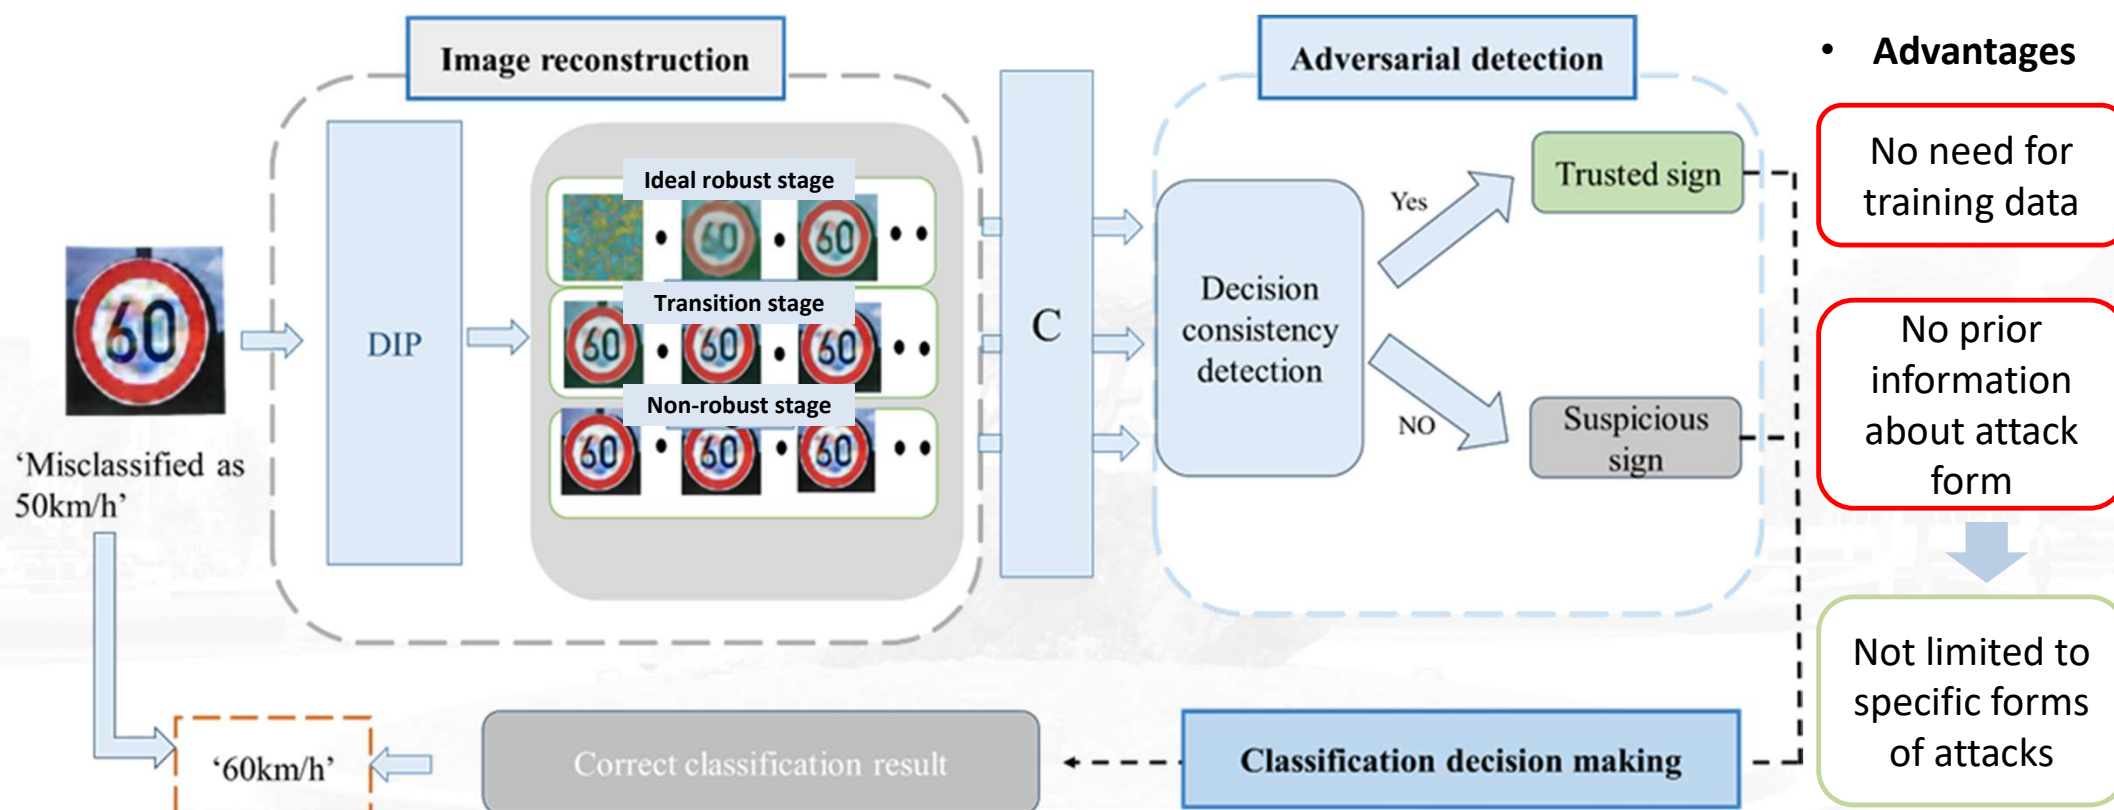 Image reconstruction
Adversarial detection
• Advantages
Ideal robust stage
60
60
Transition stage
60
60
60
Non-robust stage
60
60
60
60
DIP
C
Decision
consistency
detection
Yes
NO
Trusted sign
Suspicious
sign
No need for
training data
No prior
information
about attack
form
Not limited to
specific forms
of attacks
‘Misclassified as
50km/h’
‘60km/h’
Correct classification result
Classification decision making